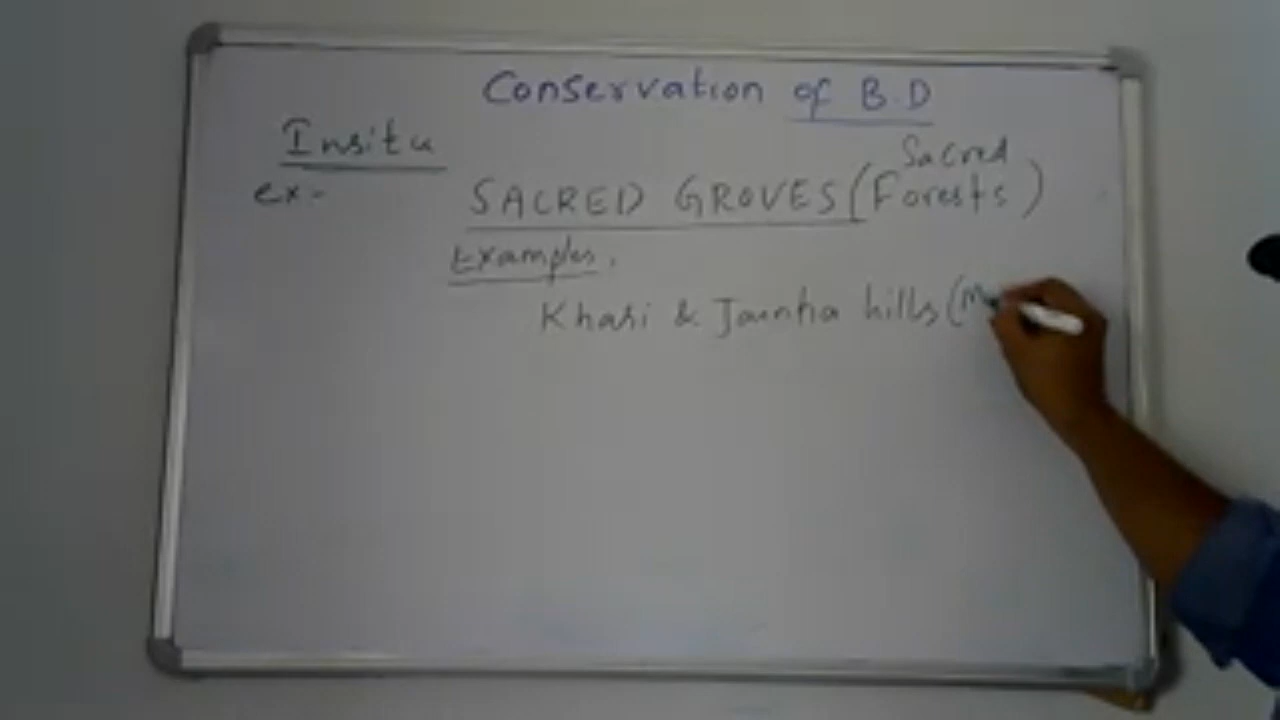 Conservation of B.D
Insitu
ex-
SACRED GROVES (Sacred Forests)
Examples.
Khasi & Jaintia hills (M